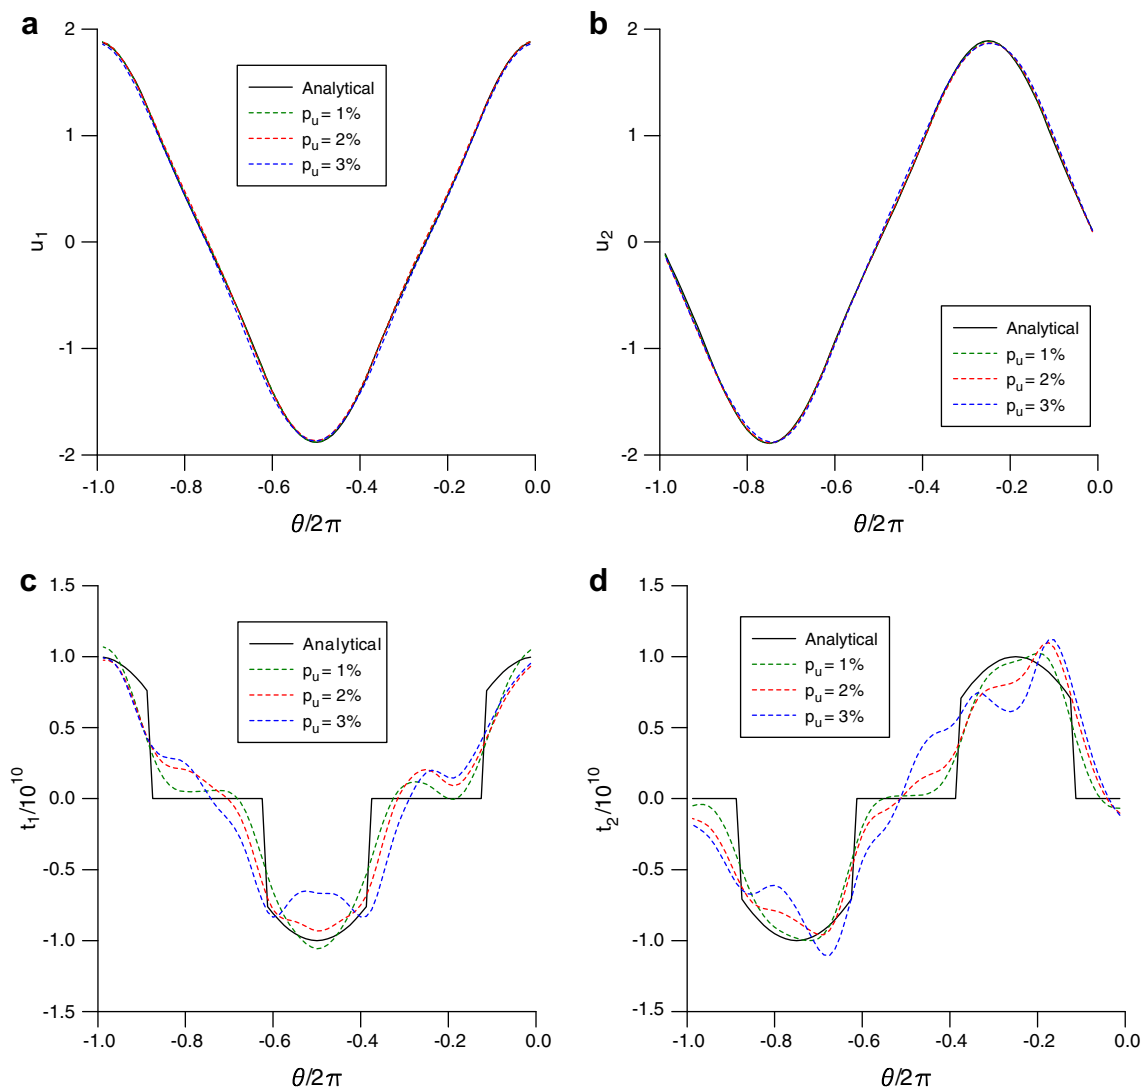 a
2
1
0
-1
-2
u1
Analytical
pu = 1%
pu = 2%
pu = 3%
-1.0 -0.8 -0.6 -0.4 -0.2 0.0
θ/2π
b
2
1
0
-1
-2
u2
Analytical
pu = 1%
pu = 2%
pu = 3%
-1.0 -0.8 -0.6 -0.4 -0.2 0.0
θ/2π
c
1.5
1.0
0.5
0.0
-0.5
-1.0
-1.5
t1/10^10
Analytical
pu = 1%
pu = 2%
pu = 3%
-1.0 -0.8 -0.6 -0.4 -0.2 0.0
θ/2π
d
1.5
1.0
0.5
0.0
-0.5
-1.0
-1.5
t2/10^10
Analytical
pu = 1%
pu = 2%
pu = 3%
-1.0 -0.8 -0.6 -0.4 -0.2 0.0
θ/2π